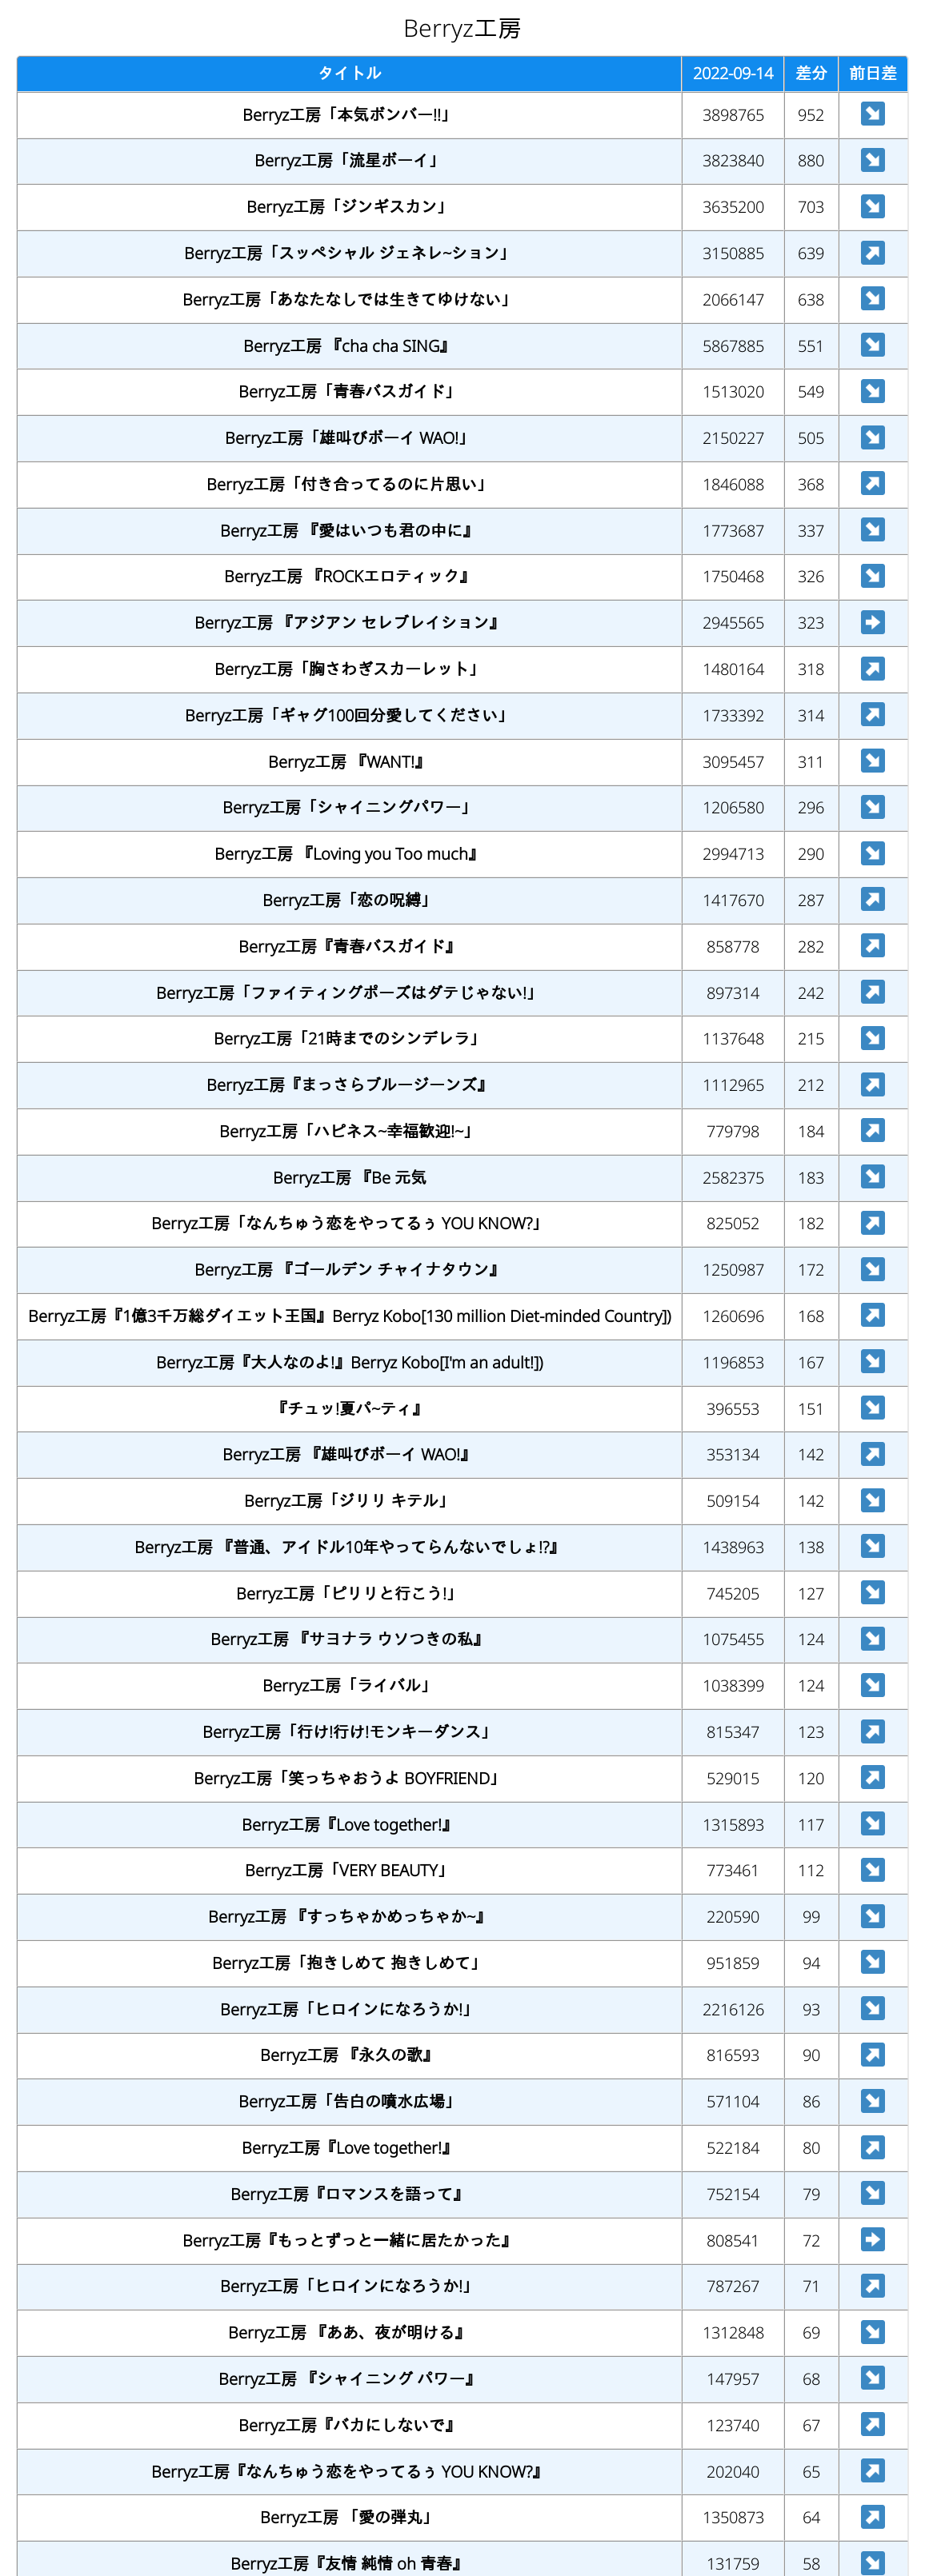 Berryz工房
タイトル 2022-09-14 差分 前日差
Berryz工房「本気ボンバー!!」 3898765 952
Berryz工房「流星ボーイ」 3823840 880
Berryz工房「ジンギスカン」 3635200 703
Berryz工房「スッペシャル ジェネレ~ション」 3150885 639
Berryz工房「あなたなしでは生きてゆけない」 2066147 638
Berryz工房 『cha cha SING』 5867885 551
Berryz工房「青春バスガイド」 1513020 549
Berryz工房「雄叫びボーイ WAO!」 2150227 505
Berryz工房「付き合ってるのに片思い」 1846088 368
Berryz工房 『愛はいつも君の中に』 1773687 337
Berryz工房 『ROCKエロティック』 1750468 326
Berryz工房 『アジアン セレブレイション』 2945565 323
Berryz工房「胸さわぎスカーレット」 1480164 318
Berryz工房「ギャグ100回分愛してください」 1733392 314
Berryz工房 『WANT!』 3095457 311
Berryz工房「シャイニングパワー」 1206580 296
Berryz工房 『Loving you Too much』 2994713 290
Berryz工房「恋の呪縛」 1417670 287
Berryz工房『青春バスガイド』 858778 282
Berryz工房「ファイティングポーズはダテじゃない!」 897314 242
Berryz工房「21時までのシンデレラ」 1137648 215
Berryz工房『まっさらブルージーンズ』 1112965 212
Berryz工房「ハピネス~幸福歓迎!~」 779798 184
Berryz工房 『Be 元気 2582375 183
Berryz工房「なんちゅう恋をやってるぅ YOU KNOW?」 825052 182
Berryz工房 『ゴールデン チャイナタウン』 1250987 172
Berryz工房『1億3千万総ダイエット王国』Berryz Kobo[130 million Diet-minded Country]) 1260696 168
Berryz工房『大人なのよ!』Berryz Kobo[I'm an adult!]) 1196853 167
『チュッ!夏パ~ティ』 396553 151
Berryz工房 『雄叫びボーイ WAO!』 353134 142
Berryz工房「ジリリ キテル」 509154 142
Berryz工房 『普通、アイドル10年やってらんないでしょ!?』 1438963 138
Berryz工房「ピリリと行こう!」 745205 127
Berryz工房 『サヨナラ ウソつきの私』 1075455 124
Berryz工房「ライバル」 1038399 124
Berryz工房「行け!行け!モンキーダンス」 815347 123
Berryz工房「笑っちゃおうよ BOYFRIEND」 529015 120
Berryz工房『Love together!』 1315893 117
Berryz工房「VERY BEAUTY」 773461 112
Berryz工房 『すっちゃかめっちゃか~』 220590 99
Berryz工房「抱きしめて 抱きしめて」 951859 94
Berryz工房「ヒロインになろうか!」 2216126 93
Berryz工房 『永久の歌』 816593 90
Berryz工房「告白の噴水広場」 571104 86
Berryz工房『Love together!』 522184 80
Berryz工房『ロマンスを語って』 752154 79
Berryz工房『もっとずっと一緒に居たかった』 808541 72
Berryz工房「ヒロインになろうか!」 787267 71
Berryz工房 『ああ、夜が明ける』 1312848 69
Berryz工房 『シャイニング パワー』 147957 68
Berryz工房『バカにしないで』 123740 67
Berryz工房『なんちゅう恋をやってるぅ YOU KNOW?』 202040 65
Berryz工房 「愛の弾丸」 1350873 64
Berryz工房『友情 純情 oh 青春』 131759 58